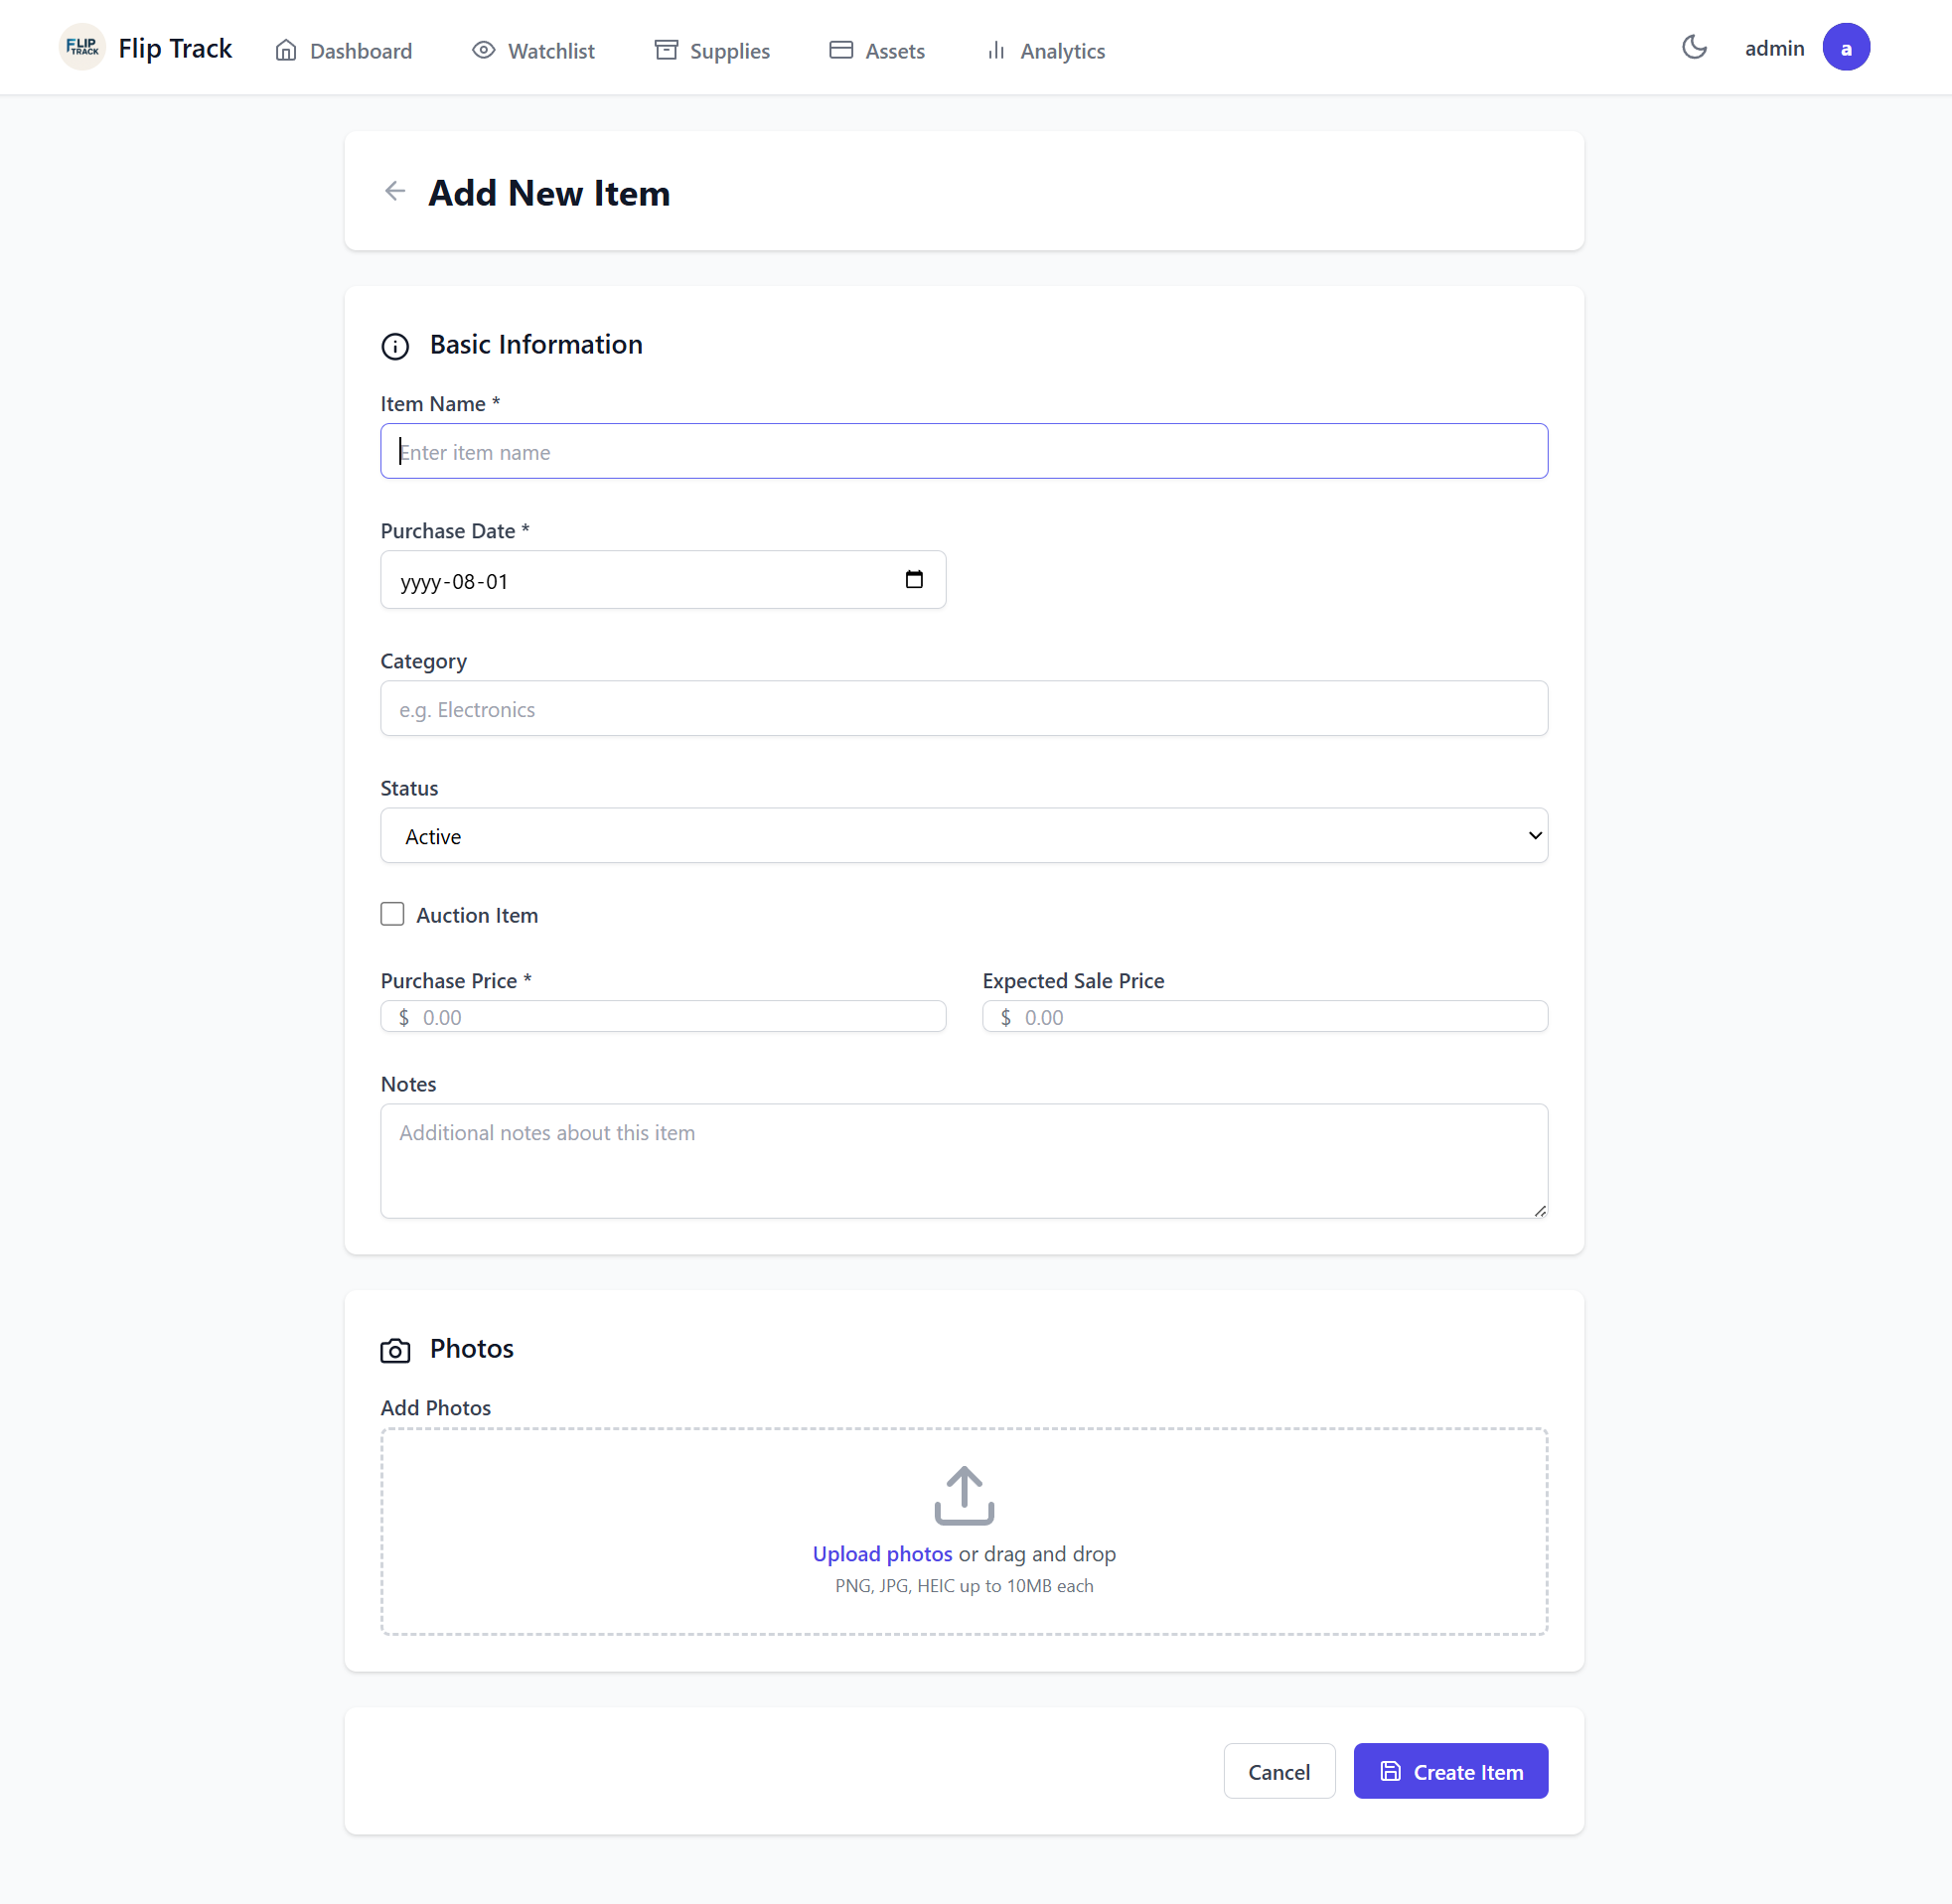 FLIP
TRACK
Flip Track
Dashboard
Watchlist
Supplies
Assets
Analytics
admin
a
Add New Item
Basic Information
Item Name *
Enter item name
Purchase Date *
yyyy-08-01
Category
e.g. Electronics
Status
Active
Auction Item
Purchase Price *
Expected Sale Price
$ 0.00
$ 0.00
Notes
Additional notes about this item
Photos
Add Photos
Upload photos or drag and drop
PNG, JPG, HEIC up to 10MB each
Cancel
Create Item